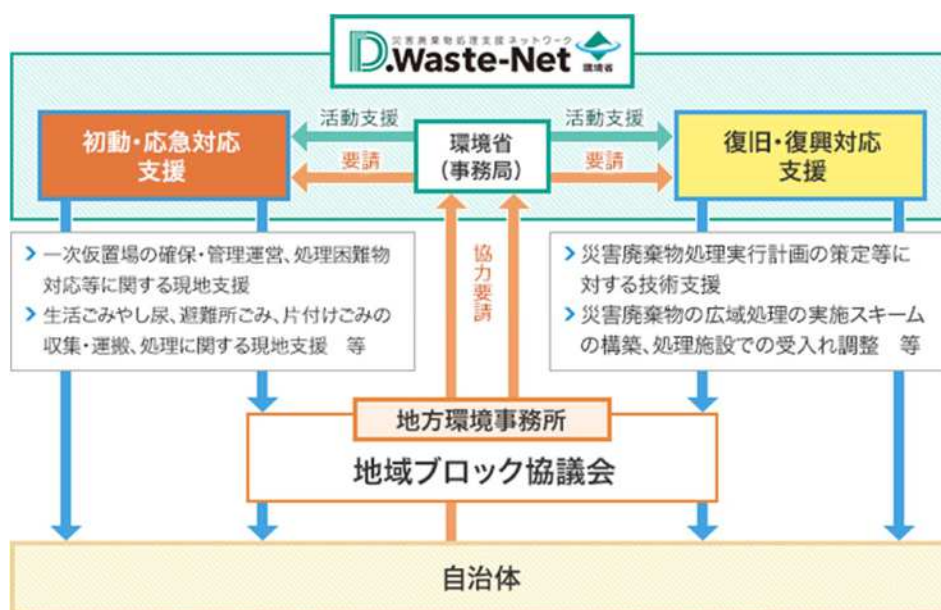 災害廃棄物処理支援ネットワーク
D.Waste-Net
環境省
活動支援
活動支援
初動・応急対応
支援
環境省
(事務局)
復旧・復興対応
支援
要請
要請
一次仮置場の確保・管理運営、処理困難物
対応等に関する現地支援
生活ごみやし尿、避難所ごみ、片付けごみの
収集・運搬、処理に関する現地支援 等
協力要請
災害廃棄物処理実行計画の策定等に
対する技術支援
災害廃棄物の広域処理の実施スキーム
の構築、処理施設での受入れ調整 等
地方環境事務所
地域ブロック協議会
自治体